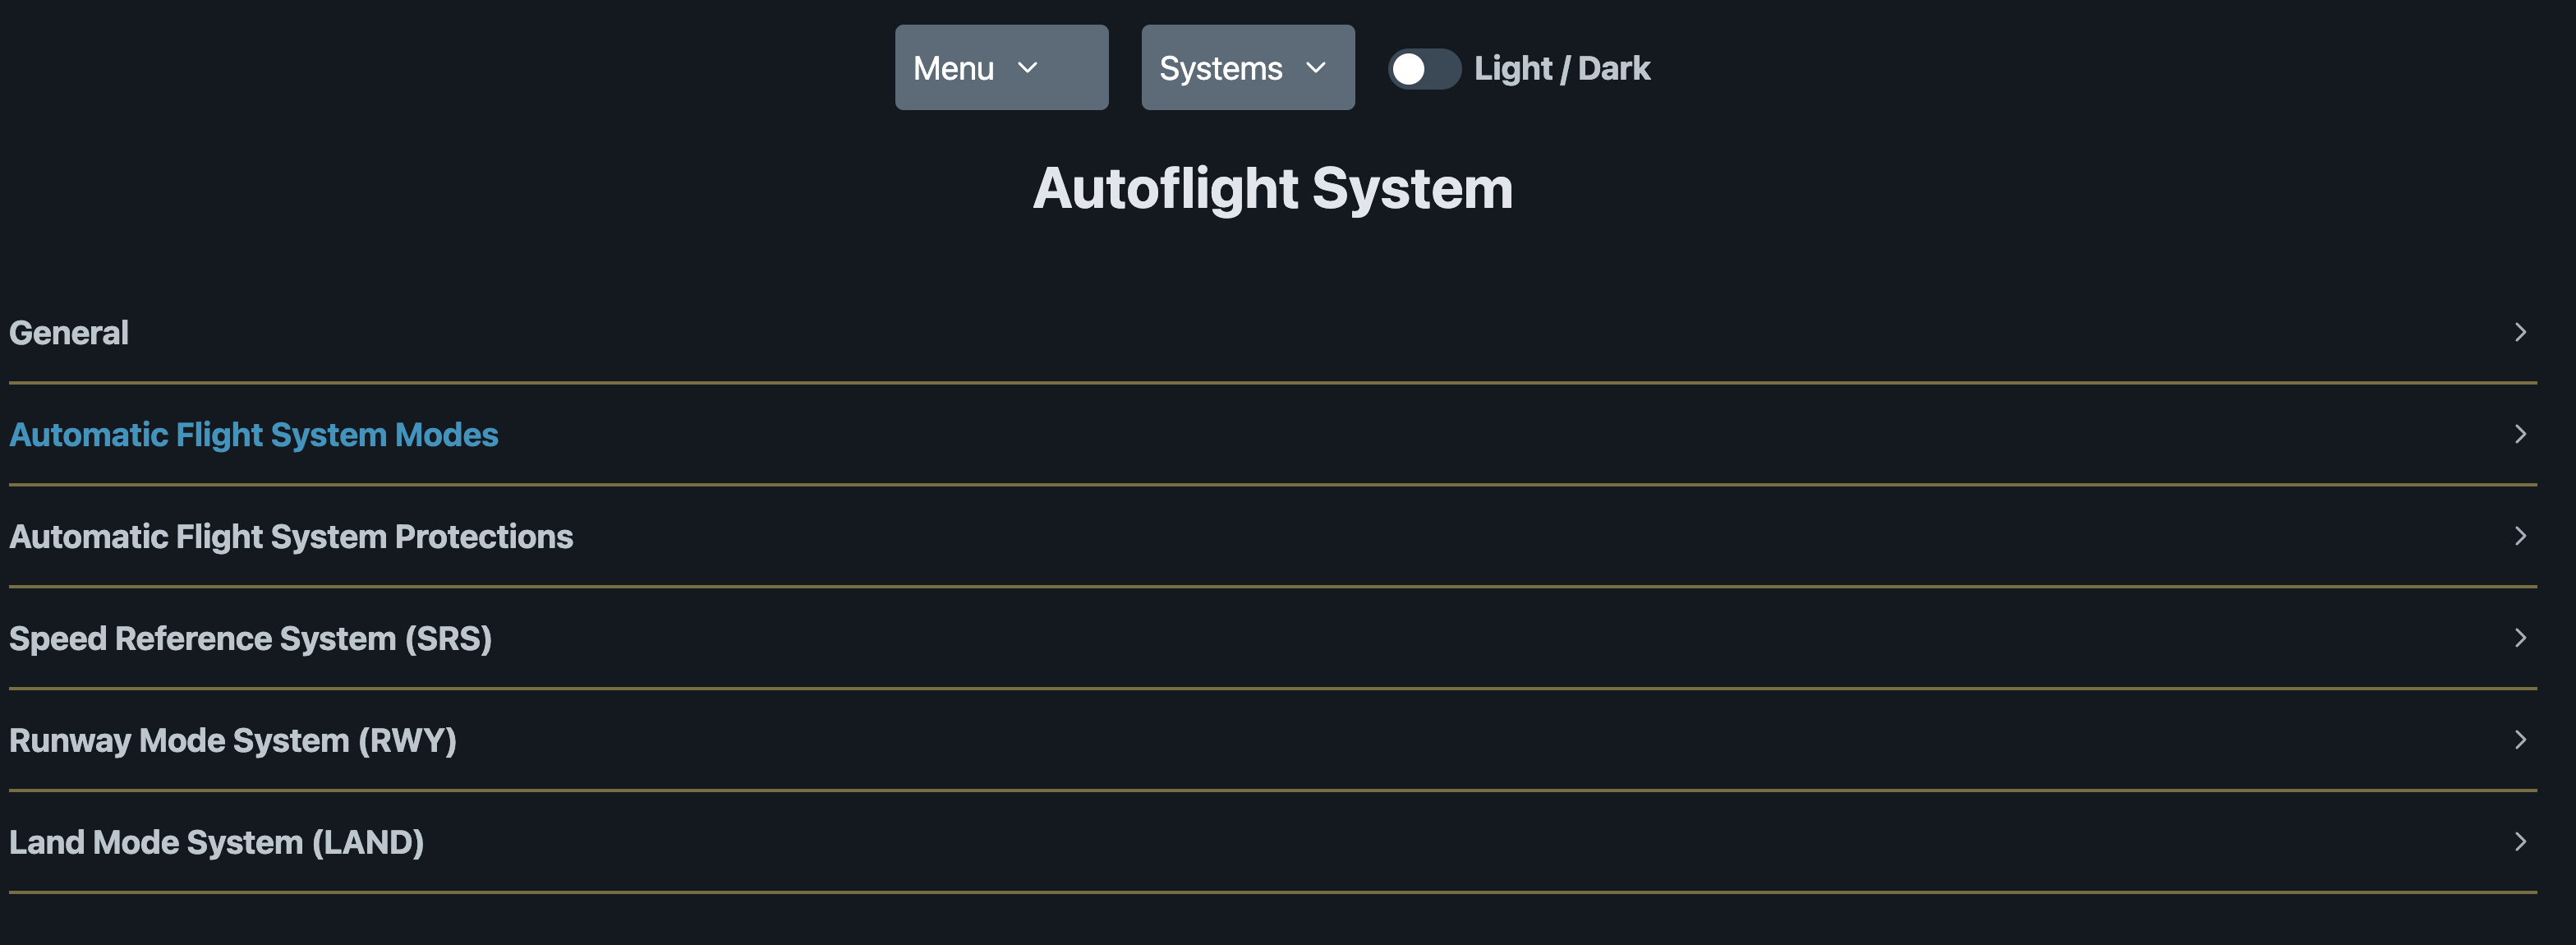 Menu
Systems
Light / Dark
Autoflight System
General
Automatic Flight System Modes
Automatic Flight System Protections
Speed Reference System (SRS)
Runway Mode System (RWY)
Land Mode System (LAND)